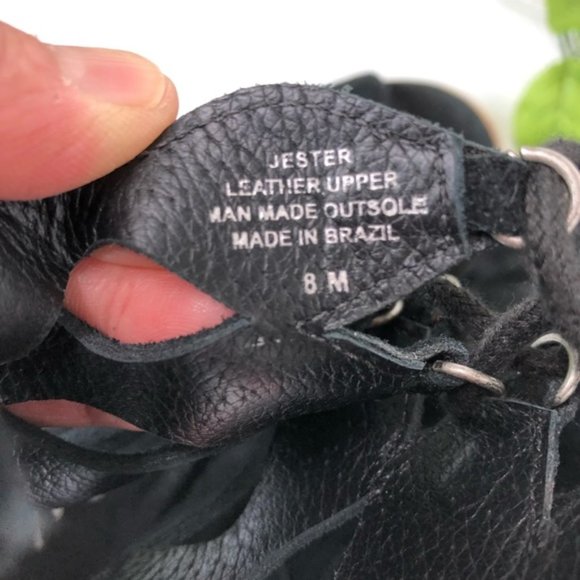 JESTER
LEATHER UPPER
MAN MADE OUTSOLE
MADE IN BRAZIL
8 M